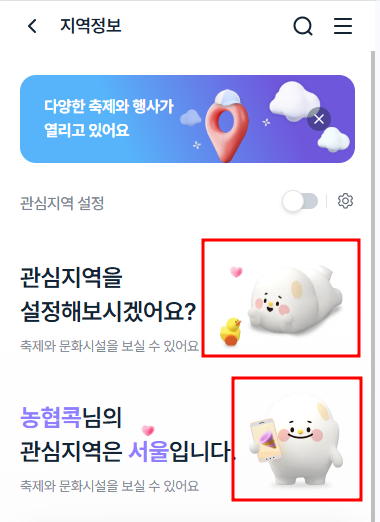 지역정보
다양한 축제와 행사가
열리고 있어요
관심지역 설정
관심지역을
설정해보시겠어요?
축제와 문화시설을 보실 수 있어요
농협콕님의
관심지역은 서울입니다.
축제와 문화시설을 보실 수 있어요